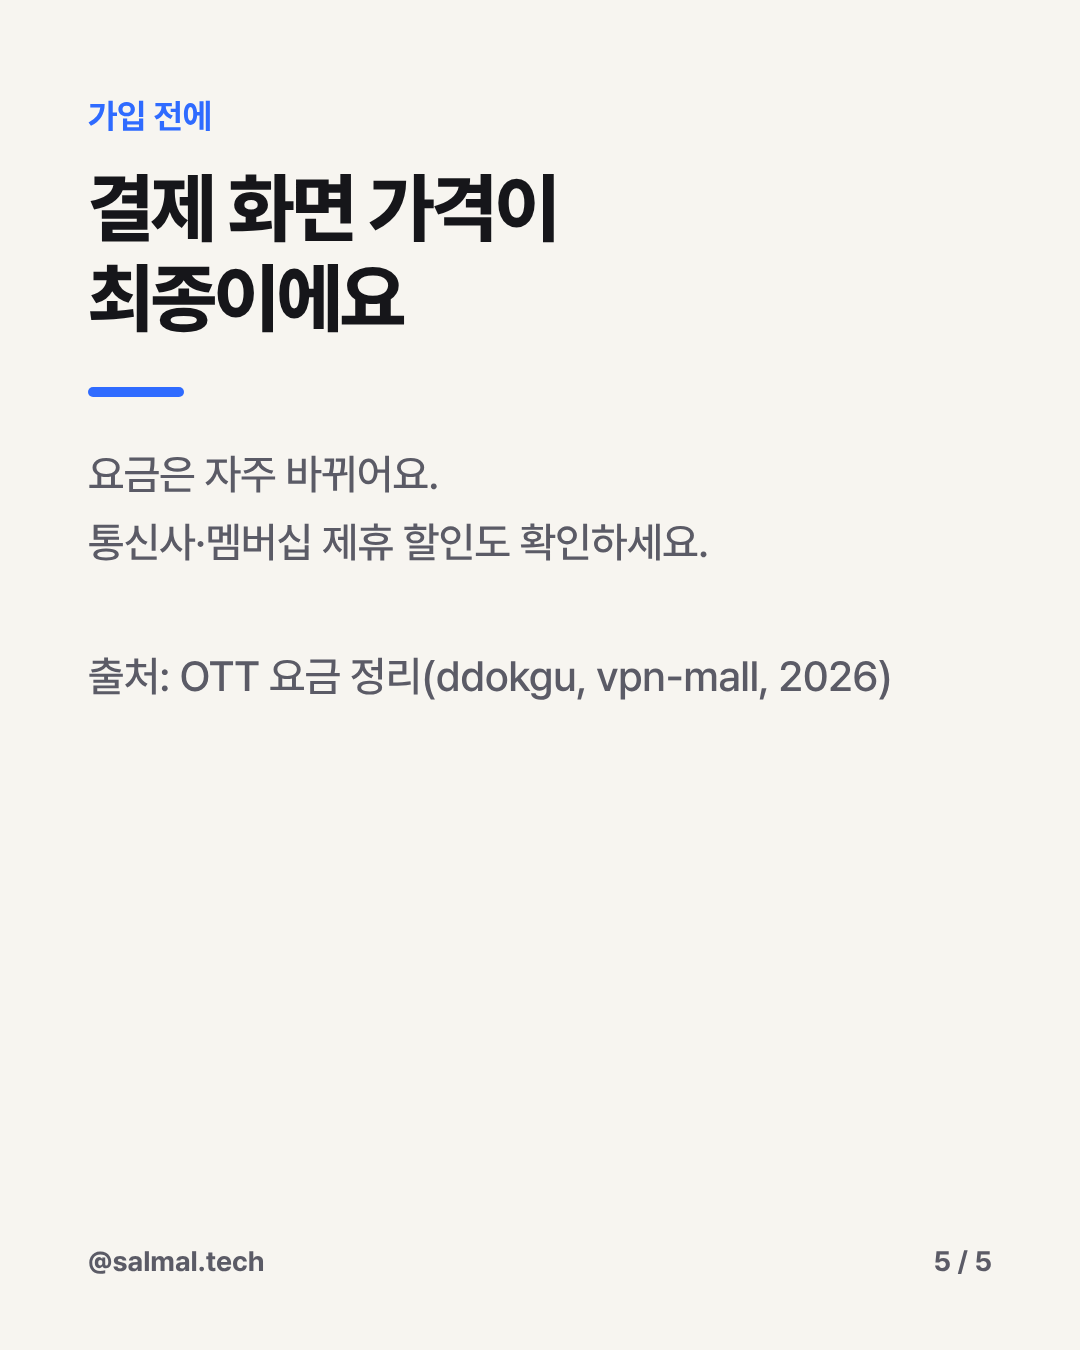 가입 전에
결제 화면 가격이
최종이에요
요금은 자주 바뀌어요.
통신사·멤버십 제휴 할인도 확인하세요.
출처: OTT 요금 정리(ddokgu, vpn-mall, 2026)
@salmal.tech
5 / 5